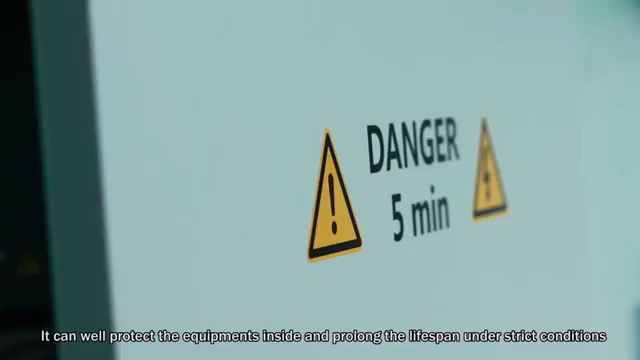 DANGER
5 min
It can well protect the equipments inside and prolong the lifespan under strict conditions